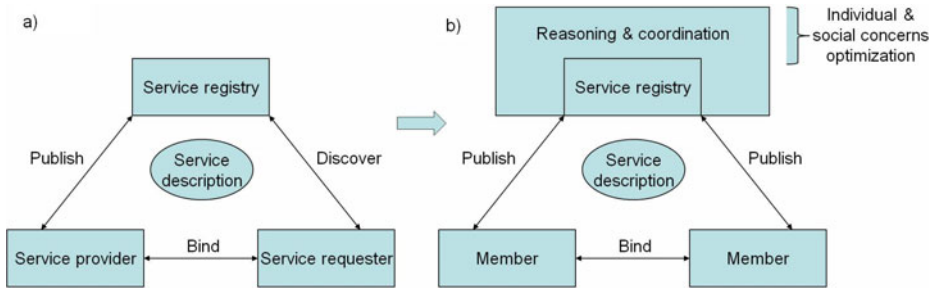 a)
Service registry
Publish
Discover
Service
description
Service provider
Bind
Service requester
b)
Reasoning & coordination
Service registry
Individual &
social concerns
optimization
Publish
Publish
Service
description
Member
Bind
Member